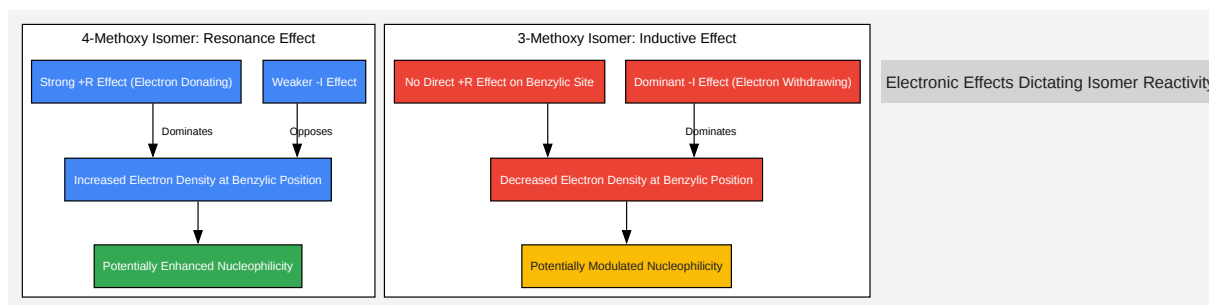 4-Methoxy Isomer: Resonance Effect
Strong +R Effect (Electron Donating)
Weaker -I Effect
Dominates
Opposes
Increased Electron Density at Benzylic Position
Potentially Enhanced Nucleophilicity
3-Methoxy Isomer: Inductive Effect
No Direct +R Effect on Benzylic Site
Dominant -I Effect (Electron Withdrawing)
Dominates
Decreased Electron Density at Benzylic Position
Potentially Modulated Nucleophilicity
Electronic Effects Dictating Isomer Reactivity